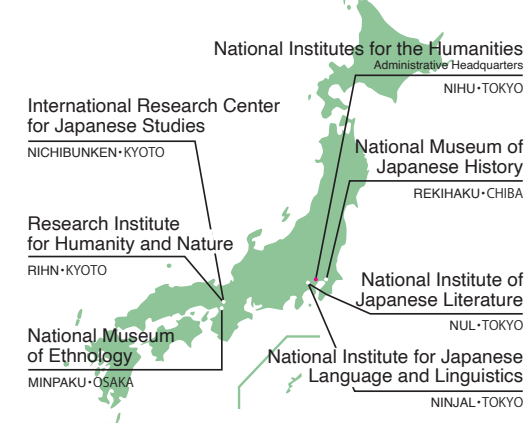 National Institutes for the Humanities
Administrative Headquarters
NIHU・TOKYO
International Research Center
for Japanese Studies
NICHIBUNKEN・KYOTO
National Museum of
Japanese History
REKIHAKU・CHIBA
Research Institute
for Humanity and Nature
RIHN・KYOTO
National Institute of
Japanese Literature
NIJL・TOKYO
National Museum
of Ethnology
MINPAKU・OSAKA
National Institute for Japanese
Language and Linguistics
NINJAL・TOKYO